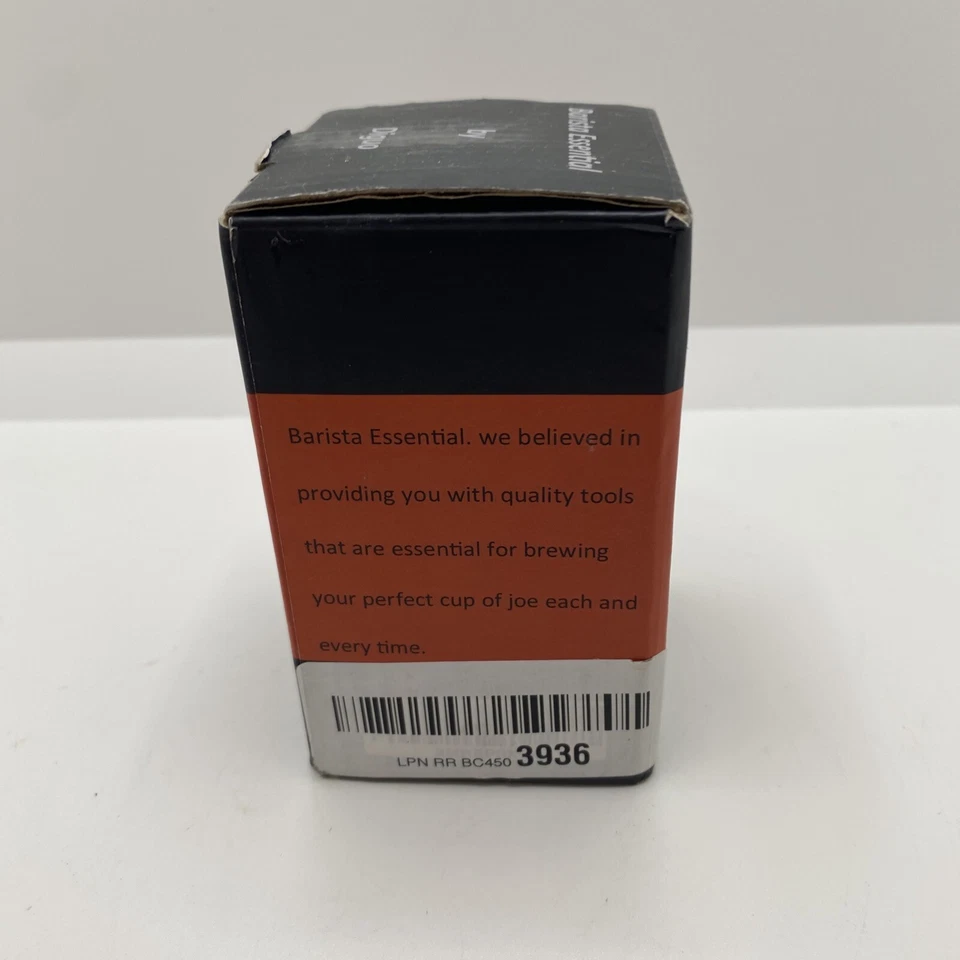 Barista Essential
by
Diguo
Barista Essential. we believed in
providing you with quality tools
that are essential for brewing
your perfect cup of joe each and
every time.
LPN RR BC450 3936